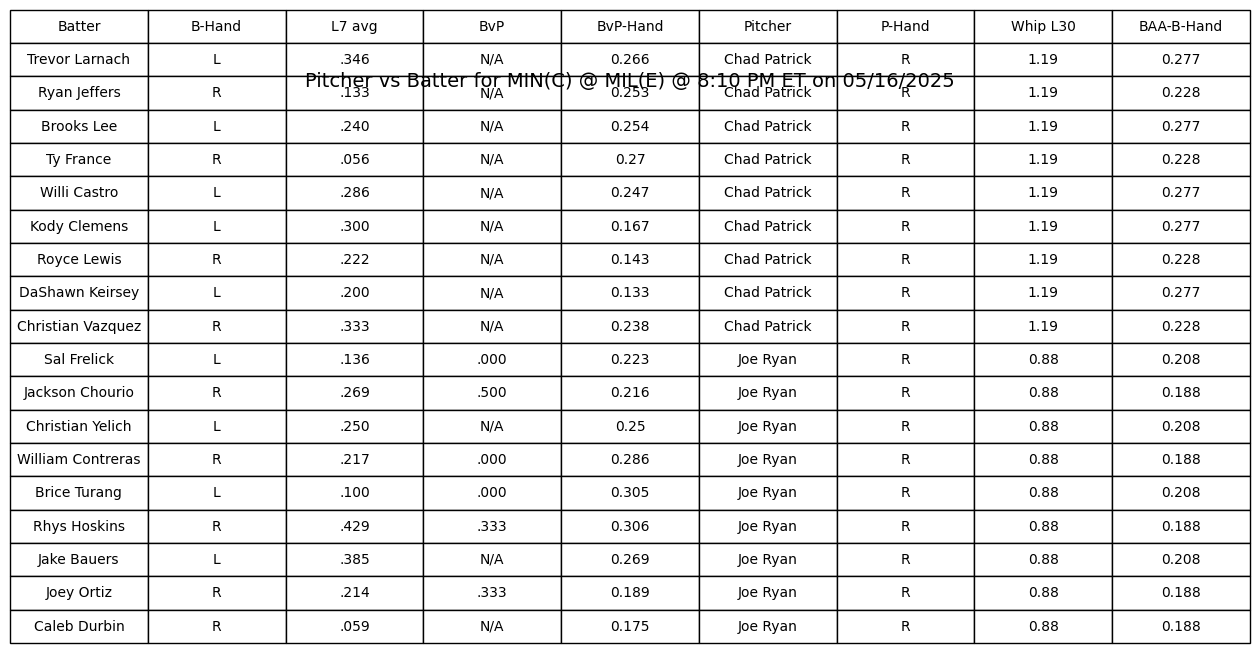 Batter B-Hand L7 avg BvP BvP-Hand Pitcher P-Hand Whip L30 BAA-B-Hand
Trevor Larnach L .346 N/A 0.266 Chad Patrick R 1.19 0.277
Pitcher vs Batter for MIN(C) @ MIL(E) @ 8:10 PM ET on 05/16/2025
Ryan Jeffers R .133 N/A 0.253 Chad Patrick R 1.19 0.228
Brooks Lee L .240 N/A 0.254 Chad Patrick R 1.19 0.277
Ty France R .056 N/A 0.27 Chad Patrick R 1.19 0.228
Willi Castro L .286 N/A 0.247 Chad Patrick R 1.19 0.277
Kody Clemens L .300 N/A 0.167 Chad Patrick R 1.19 0.277
Royce Lewis R .222 N/A 0.143 Chad Patrick R 1.19 0.228
DaShawn Keirsey L .200 N/A 0.133 Chad Patrick R 1.19 0.277
Christian Vazquez R .333 N/A 0.238 Chad Patrick R 1.19 0.228
Sal Frelick L .136 .000 0.223 Joe Ryan R 0.88 0.208
Jackson Chourio R .269 .500 0.216 Joe Ryan R 0.88 0.188
Christian Yelich L .250 N/A 0.25 Joe Ryan R 0.88 0.208
William Contreras R .217 .000 0.286 Joe Ryan R 0.88 0.188
Brice Turang L .100 .000 0.305 Joe Ryan R 0.88 0.208
Rhys Hoskins R .429 .333 0.306 Joe Ryan R 0.88 0.188
Jake Bauers L .385 N/A 0.269 Joe Ryan R 0.88 0.208
Joey Ortiz R .214 .333 0.189 Joe Ryan R 0.88 0.188
Caleb Durbin R .059 N/A 0.175 Joe Ryan R 0.88 0.188